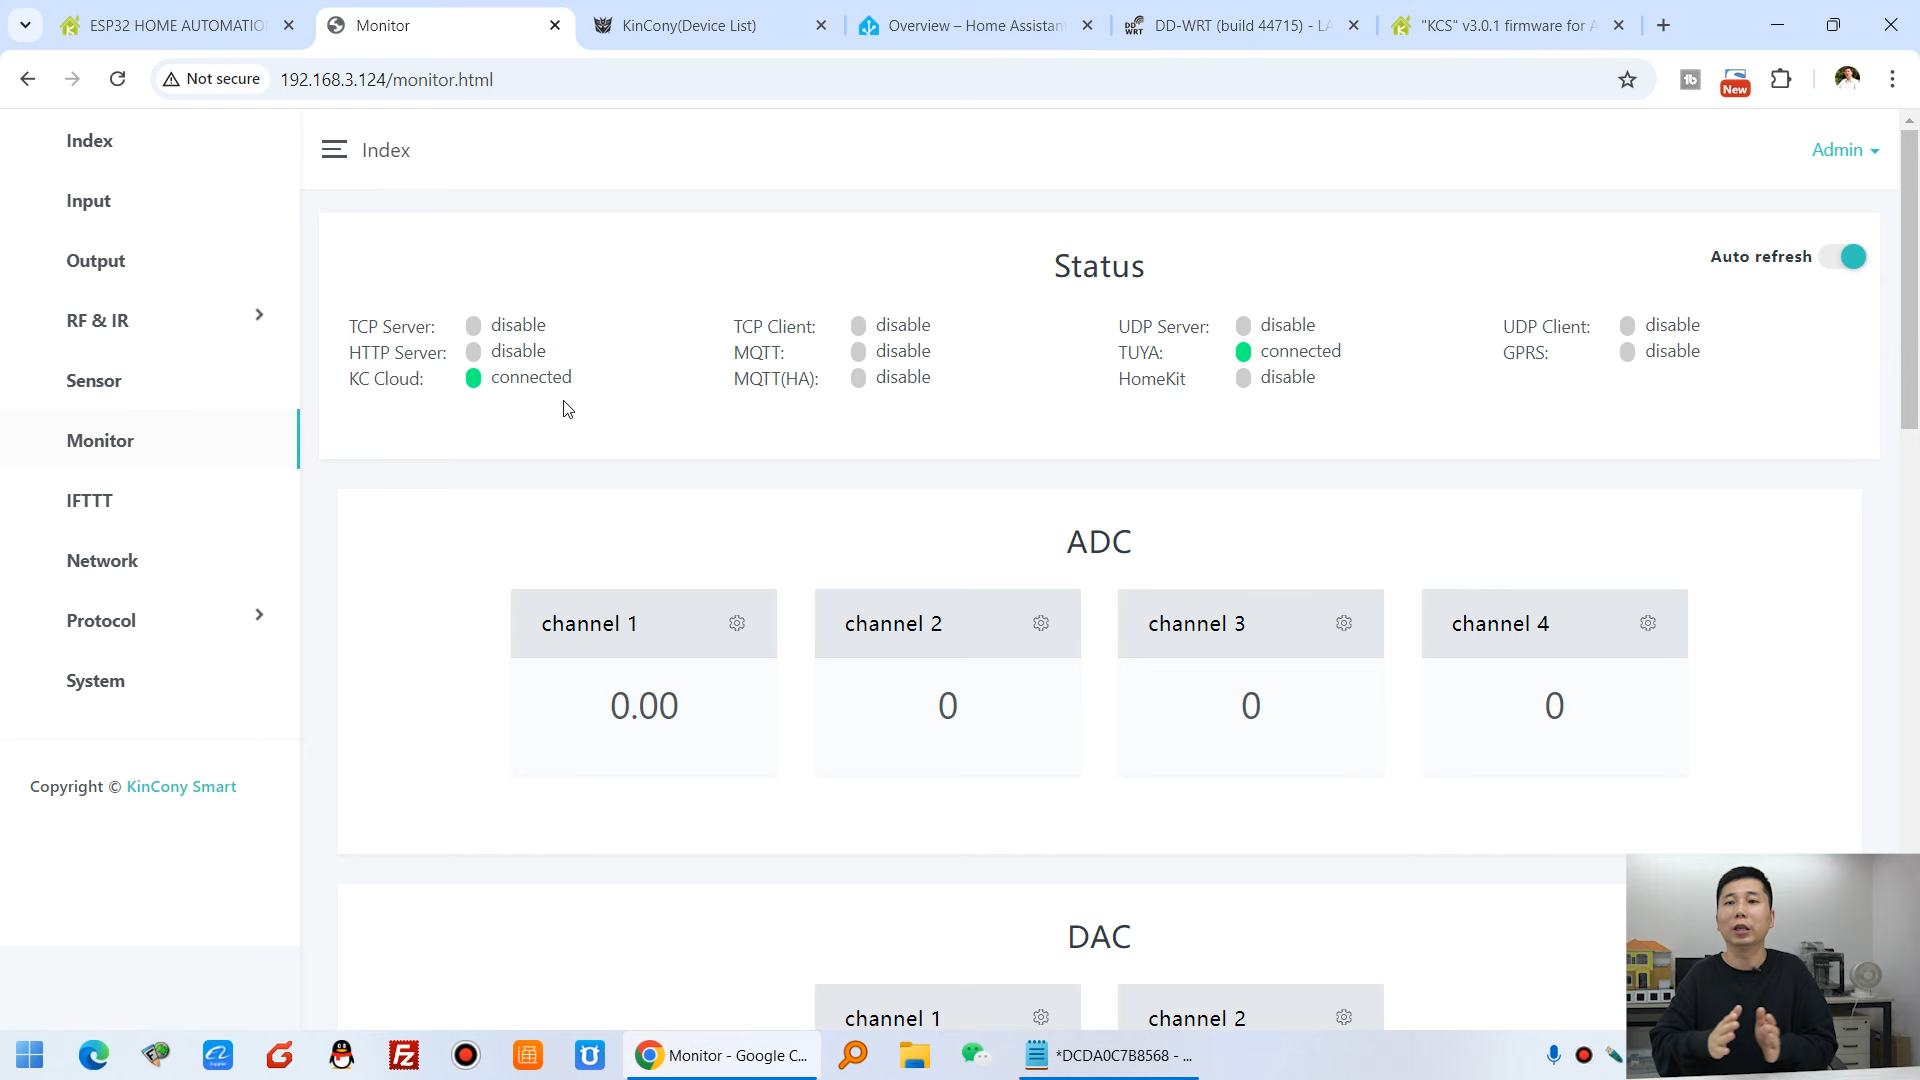 ESP32 HOME AUTOMATIO
Monitor
KinCony(Device List)
Overview – Home Assistan
DD-WRT (build 44715) - LA
"KCS" v3.0.1 firmware for A
Not secure
192.168.3.124/monitor.html
New
Index
Input
Output
RF & IR
Sensor
Monitor
IFTTT
Network
Protocol
System
Copyright © KinCony Smart
Index
Admin
Status
Auto refresh
TCP Server: disable
TCP Client: disable
UDP Server: disable
UDP Client: disable
HTTP Server: disable
MQTT: disable
TUYA: connected
GPRS: disable
KC Cloud: connected
MQTT(HA): disable
HomeKit disable
ADC
channel 1
channel 2
channel 3
channel 4
0.00
0
0
0
DAC
channel 1
channel 2
Monitor - Google C...
*DCDA0C7B8568 - ...